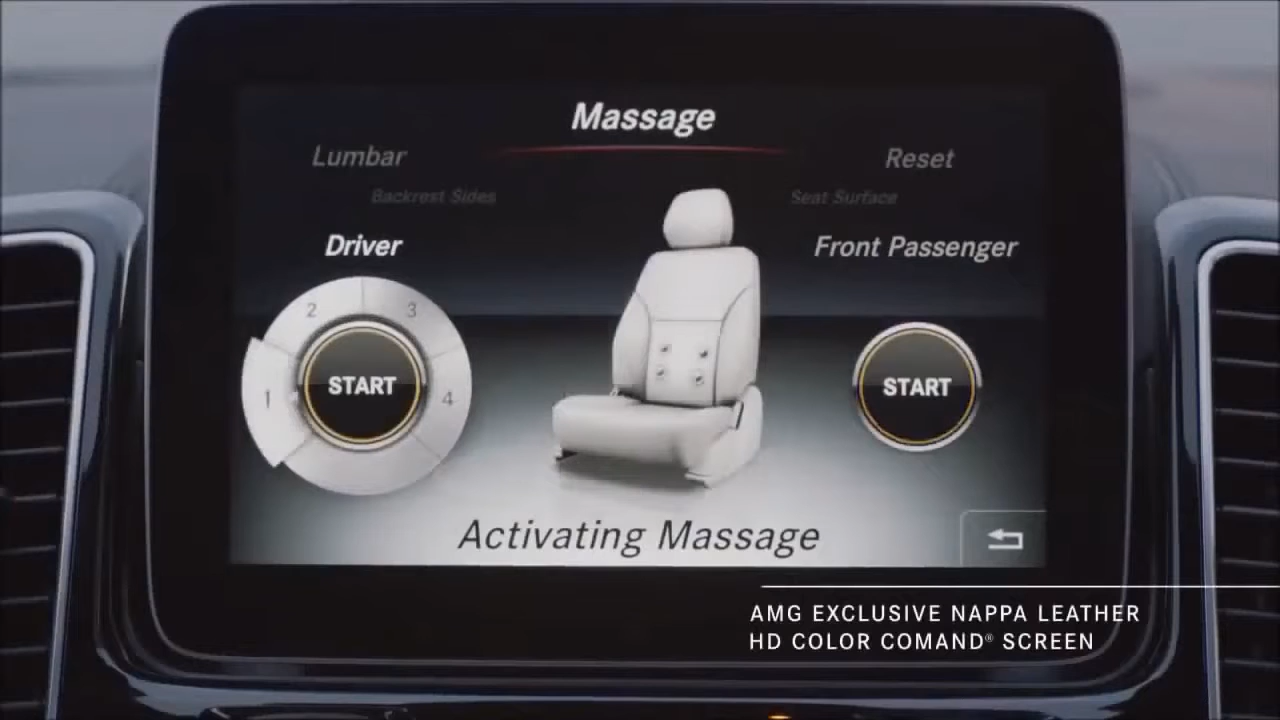 Massage
Lumbar
Reset
Backrest Sides
Seat Surface
Driver
Front Passenger
2
3
1
START
4
START
Activating Massage
AMG EXCLUSIVE NAPPA LEATHER
HD COLOR COMAND® SCREEN